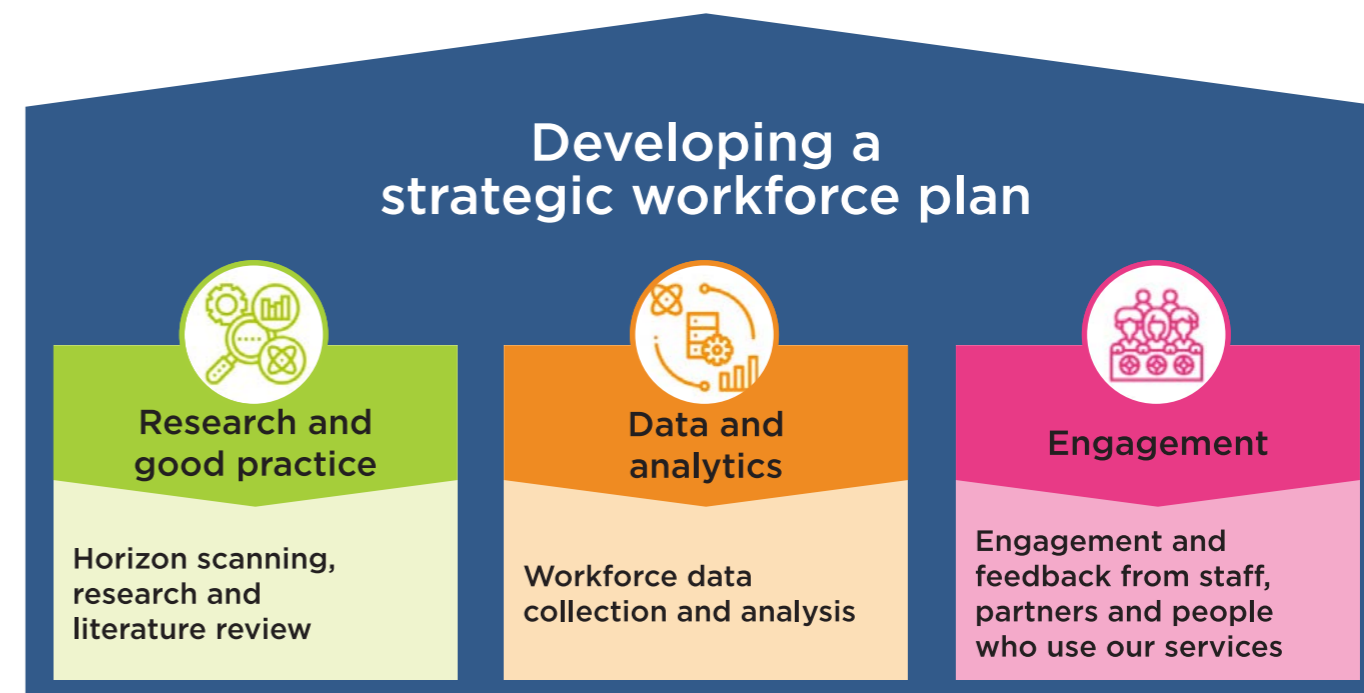 Developing a
strategic workforce plan
Research and
good practice
Horizon scanning,
research and
literature review
Data and
analytics
Workforce data
collection and analysis
Engagement
Engagement and
feedback from staff,
partners and people
who use our services